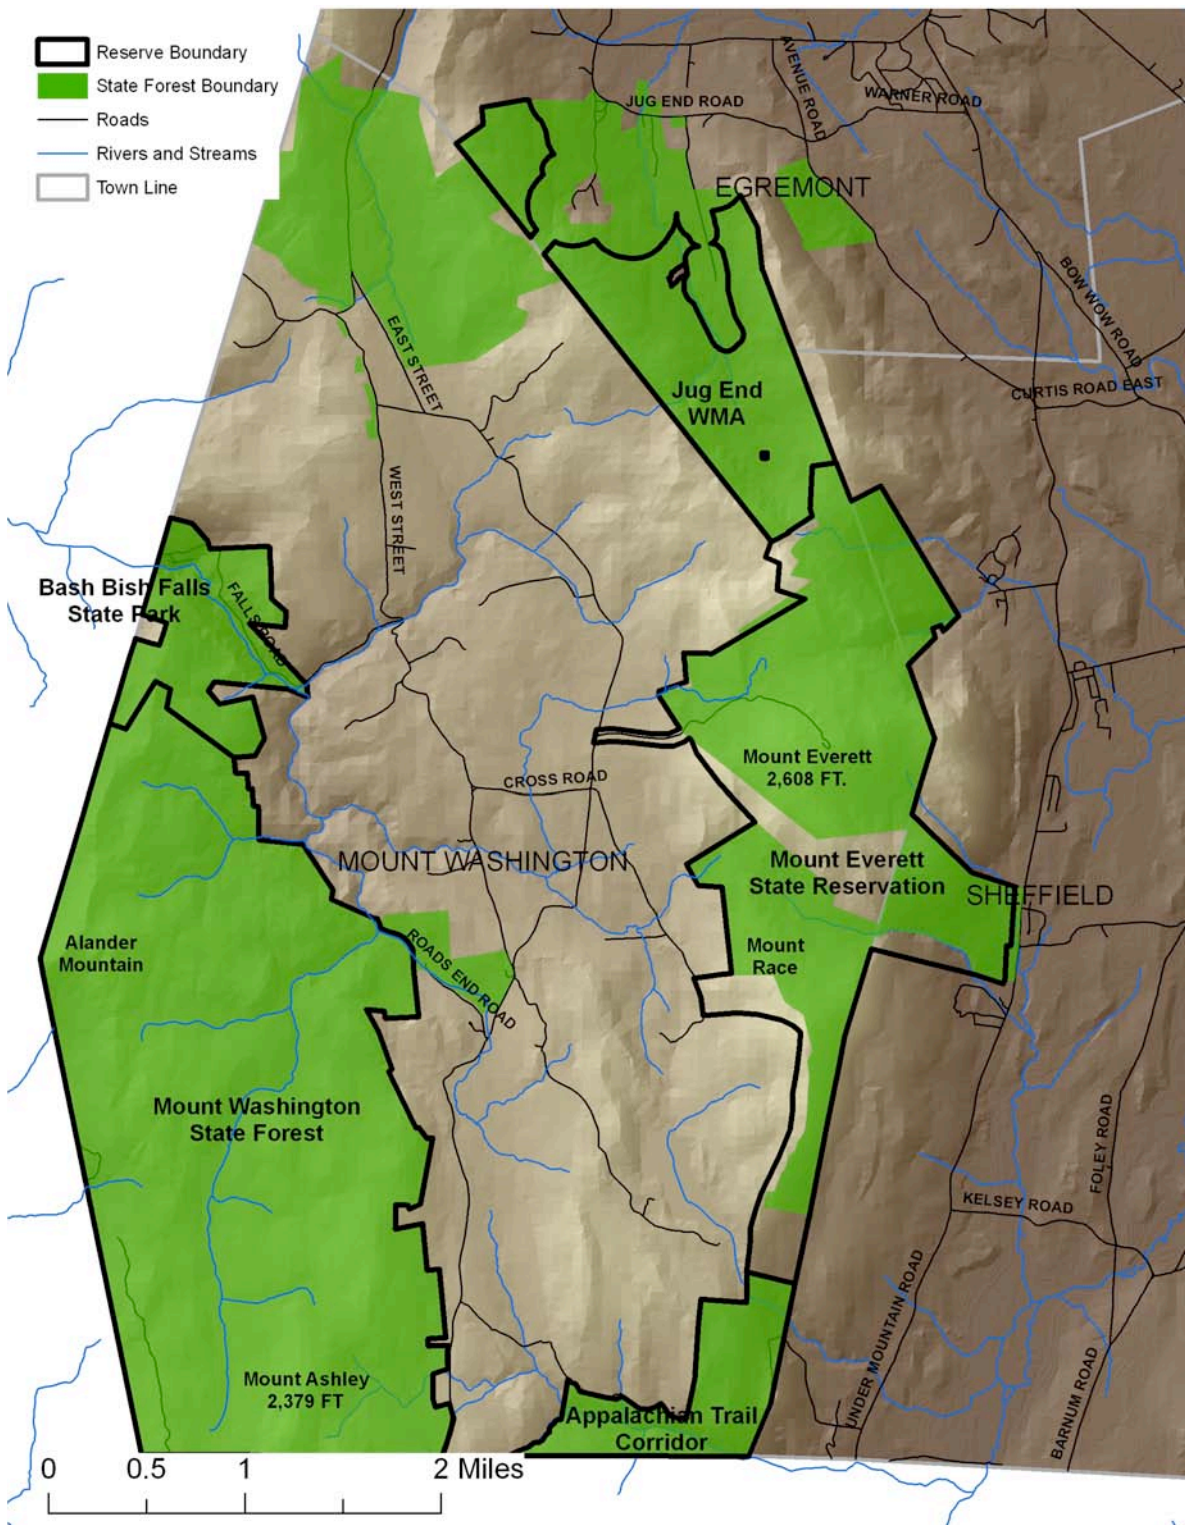 Reserve Boundary
State Forest Boundary
Roads
Rivers and Streams
Town Line
JUG END ROAD
AVENUE ROAD
WARNER ROAD
EGREMONT
BOW WOW ROAD
EAST STREET
CURTIS ROAD EAST
Jug End
WMA
WEST STREET
Bash Bish Falls
State Park
FALLS ROAD
Mount Everett
2,608 FT.
CROSS ROAD
MOUNT WASHINGTON
Mount Everett
State Reservation
SHEFFIELD
Alander
Mountain
ROADS END ROAD
Mount
Race
Mount Washington
State Forest
FOLEY ROAD
KELSEY ROAD
UNDER MOUNTAIN ROAD
Mount Ashley
2,379 FT
BARNUM ROAD
Appalachian Trail
Corridor
0 0.5 1 2 Miles